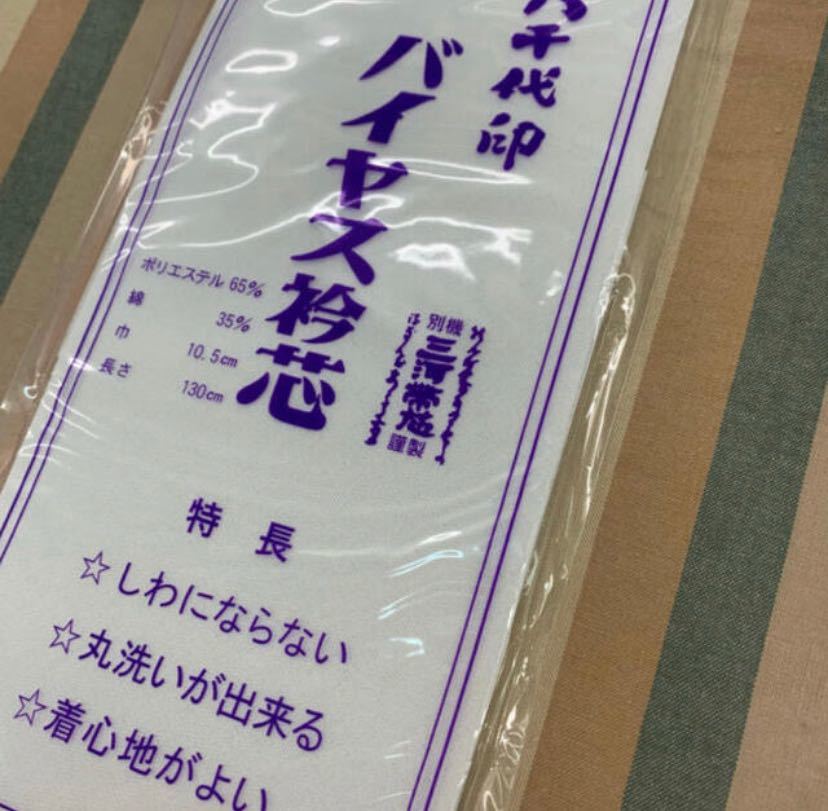 八千代印
バイヤス衿芯
ポリエステル 65%
綿 35%
巾 10.5cm
長さ 130cm
別機
三河帯芯
謹製
特長
☆しわにならない
☆丸洗いが出来る
☆着心地がよい